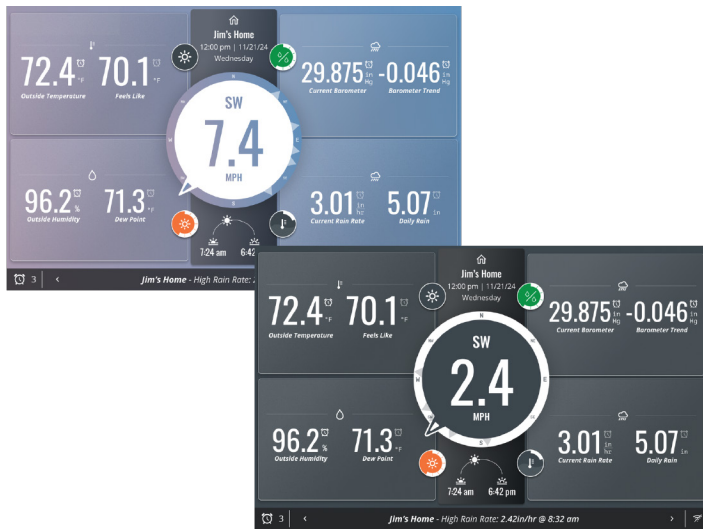 Jim's Home
12:00 pm | 11/21/24
Wednesday
72.4 °F 70.1 °F
Outside Temperature Feels Like
29.875 in Hg -0.046 in Hg
Current Barometer Barometer Trend
N
W E
SW
7.4
MPH
96.2 % 71.3 °F
Outside Humidity Dew Point
3.01 in hr 5.07 in
Current Rain Rate Daily Rain
7:24 am 6:42
3 ‹ Jim's Home - High Rain Rate:
Jim's Home
12:00 pm | 11/21/24
Wednesday
72.4 °F 70.1 °F
Outside Temperature Feels Like
29.875 in Hg -0.046 in Hg
Current Barometer Barometer Trend
N
W E
S
SW
2.4
MPH
96.2 % 71.3 °F
Outside Humidity Dew Point
3.01 in hr 5.07 in
Current Rain Rate Daily Rain
7:24 am 6:42 pm
3 ‹ Jim's Home - High Rain Rate: 2.42in/hr @ 8:32 am ›